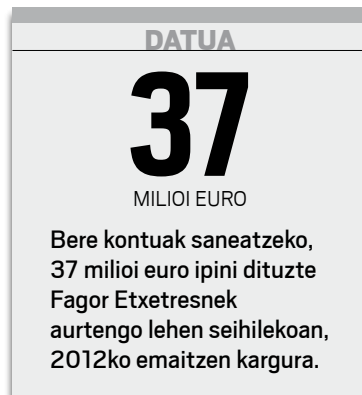 DATUA
37
MILIOI EURO
Bere kontuak saneatzeko,
37 milioi euro ipini dituzte
Fagor Etxetresnek
aurtengo lehen seihilekoan,
2012ko emaitzen kargura.